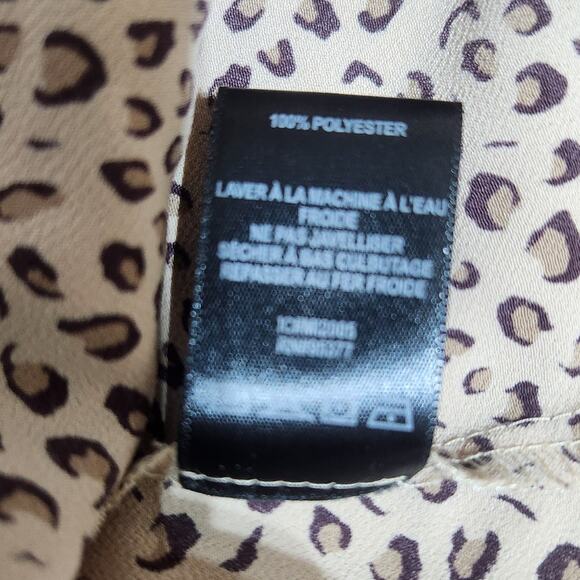 100% POLYESTER
LAVER À LA MACHINE À L'EAU
FROIDE
NE PAS JAVELLISER
SÉCHER À BAS CULBUTAGE
REPASSER AU FER FROIDE